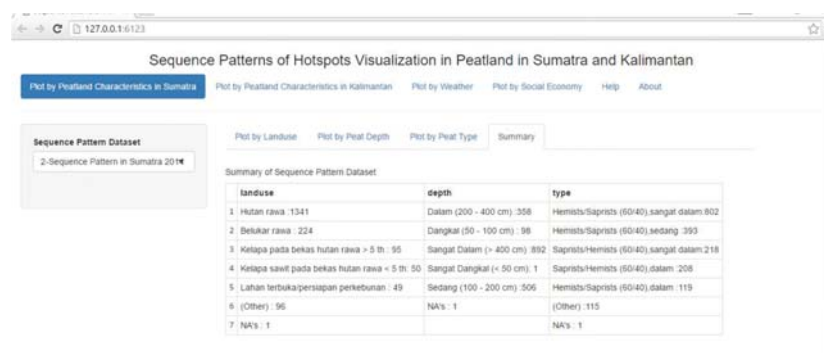 127.0.0.1:6123
Sequence Patterns of Hotspots Visualization in Peatland in Sumatra and Kalimantan
Plot by Peatland Characteristics in Sumatra Plot by Peatland Characteristics in Kalimantan Plot by Weather Plot by Social Economy Help About
Sequence Pattern Dataset
2-Sequence Pattern in Sumatra
Plot by Landuse Plot by Peat Depth Plot by Peat Type Summary
Summary of Sequence Pattern Dataset
landuse depth type
1 Hutan rawa :1341 Dalam (200 - 400 cm) :358 Hemists/Saprists (60/40),sangat dalam:802
2 Belukar rawa : 224 Dangkal (50 - 100 cm) : 98 Hemists/Saprists (60/40),sedang :393
3 Kelapa pada bekas hutan rawa > 5 th : 95 Sangat Dalam (> 400 cm) :892 Saprists/Hemists (60/40),sangat dalam:218
4 Kelapa sawit pada bekas hutan rawa < 5 th: 50 Sangat Dangkal (< 50 cm): 1 Saprists/Hemists (60/40),dalam :208
5 Lahan terbuka/persiapan perkebunan : 49 Sedang (100 - 200 cm) :506 Hemists/Saprists (60/40),dalam :119
6 (Other) : 96 NA's : 1 (Other) :115
7 NA's : 1 NA's : 1